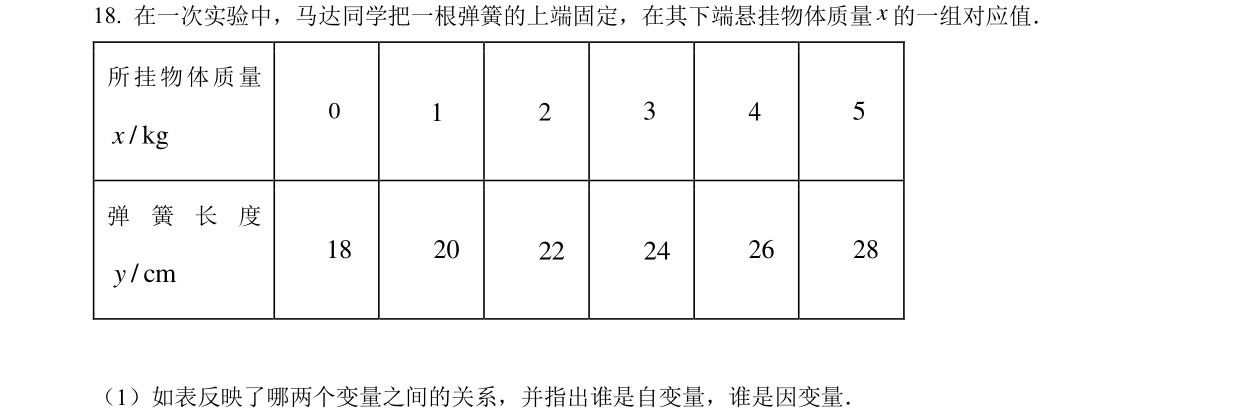 18. 在一次实验中，马达同学把一根弹簧的上端固定，在其下端悬挂物体质量 x 的一组对应值．
所挂物体质量
x / kg
0 1 2 3 4 5
弹簧长度
y / cm
18 20 22 24 26 28
（1）如表反映了哪两个变量之间的关系，并指出谁是自变量，谁是因变量．